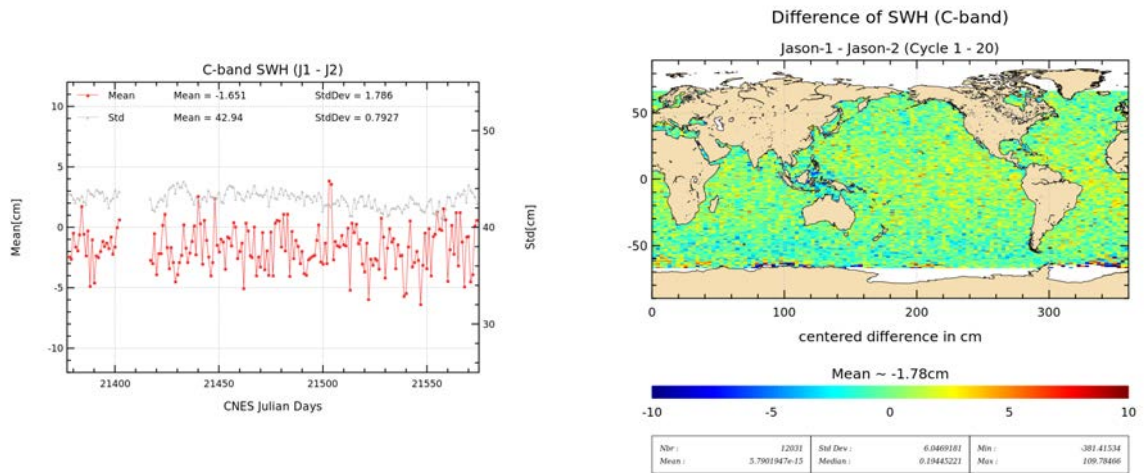 C-band SWH (J1 - J2)
Mean Mean = -1.651 StdDev = 1.786
Std Mean = 42.94 StdDev = 0.7927
10
5
0
-5
-10
Mean[cm]
50
40
30
Std[cm]
21400 21450 21500 21550
CNES Julian Days
Difference of SWH (C-band)
Jason-1 - Jason-2 (Cycle 1 - 20)
50
0
-50
0 100 200 300
centered difference in cm
Mean ~ -1.78cm
-10 -5 0 5 10
Nbr : 12031 Std Dev : 6.0469181 Min : -381.41534
Mean : 5.7901947e-15 Median : 0.19445221 Max : 109.78466